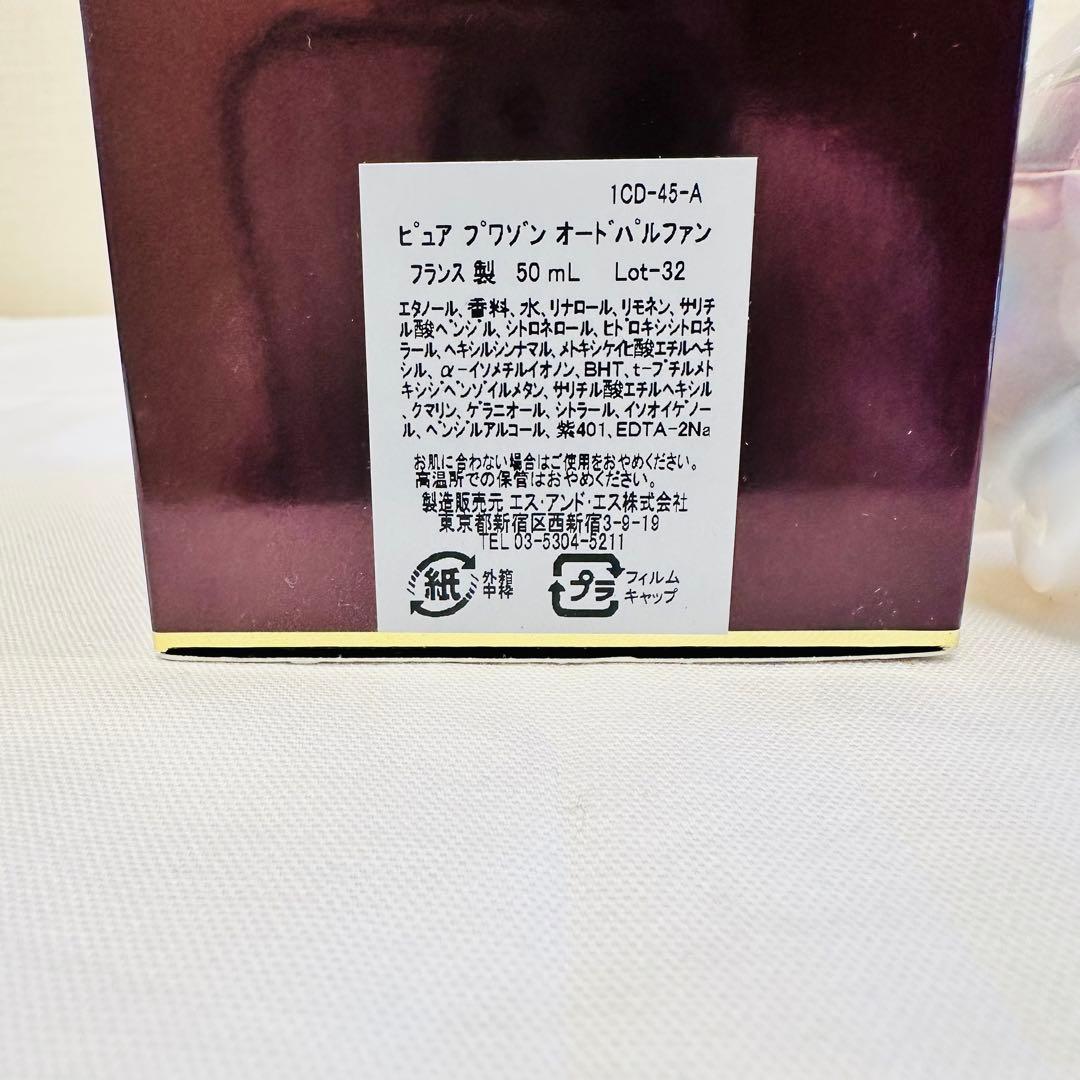 1CD-45-A
ピュア プワゾン オードパルファン
フランス 製 50 mL Lot-32
エタノール、香料、水、リナロール、リモネン、サリチ
ル酸ベンジル、シトロネロール、ヒドロキシシトロネ
ラール、ヘキシルシンナマル、メトキシケイヒ酸エチルヘキ
シル、α-イソメチルイオノン、BHT、t-ブチルメト
キシジベンゾイルメタン、サリチル酸エチルヘキシル
、クマリン、ゲラニオール、シトラール、イソオイゲノー
ル、ベンジルアルコール、紫401、EDTA-2Na
お肌に合わない場合はご使用をおやめください。
高温所での保管はおやめください。
製造販売元 エス・アンド・エス株式会社
東京都新宿区西新宿3-9-19
TEL 03-5304-5211
紙 外箱 中枠 プラ フィルム キャップ